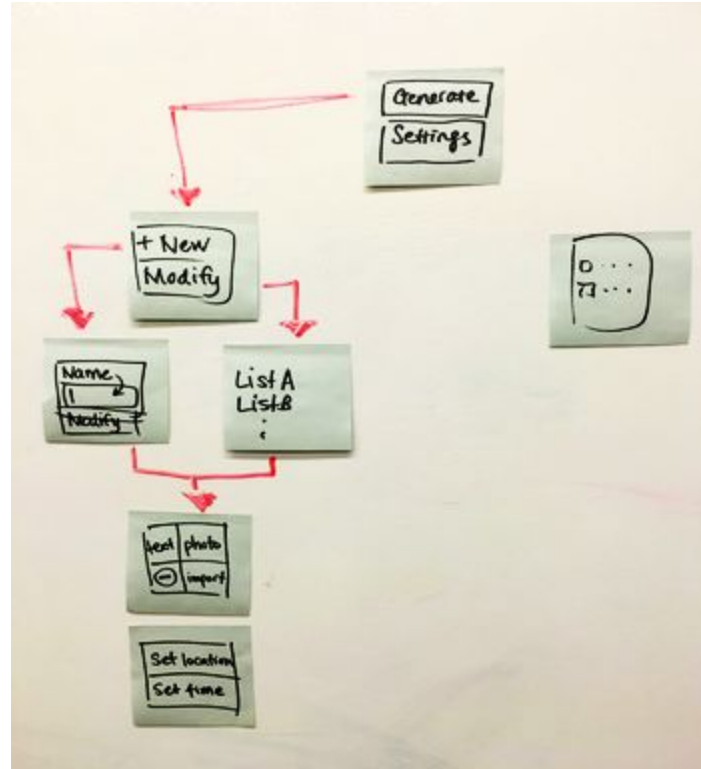 Generate
Settings
+ New
Modify
Name
Modify
List A
List B
text photo
import
Set location
Set time